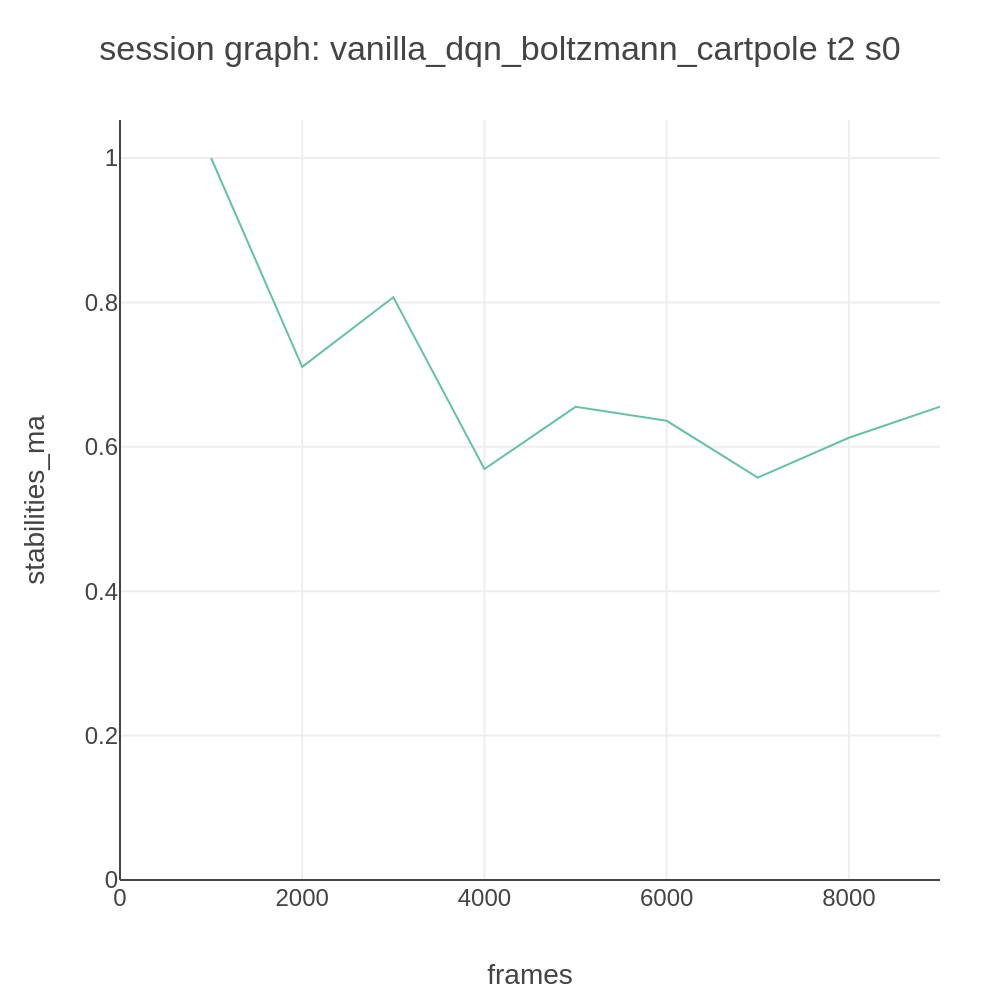 session graph: vanilla_dqn_boltzmann_cartpole t2 s0
stabilities_ma
1
0.8
0.6
0.4
0.2
0
0 2000 4000 6000 8000
frames